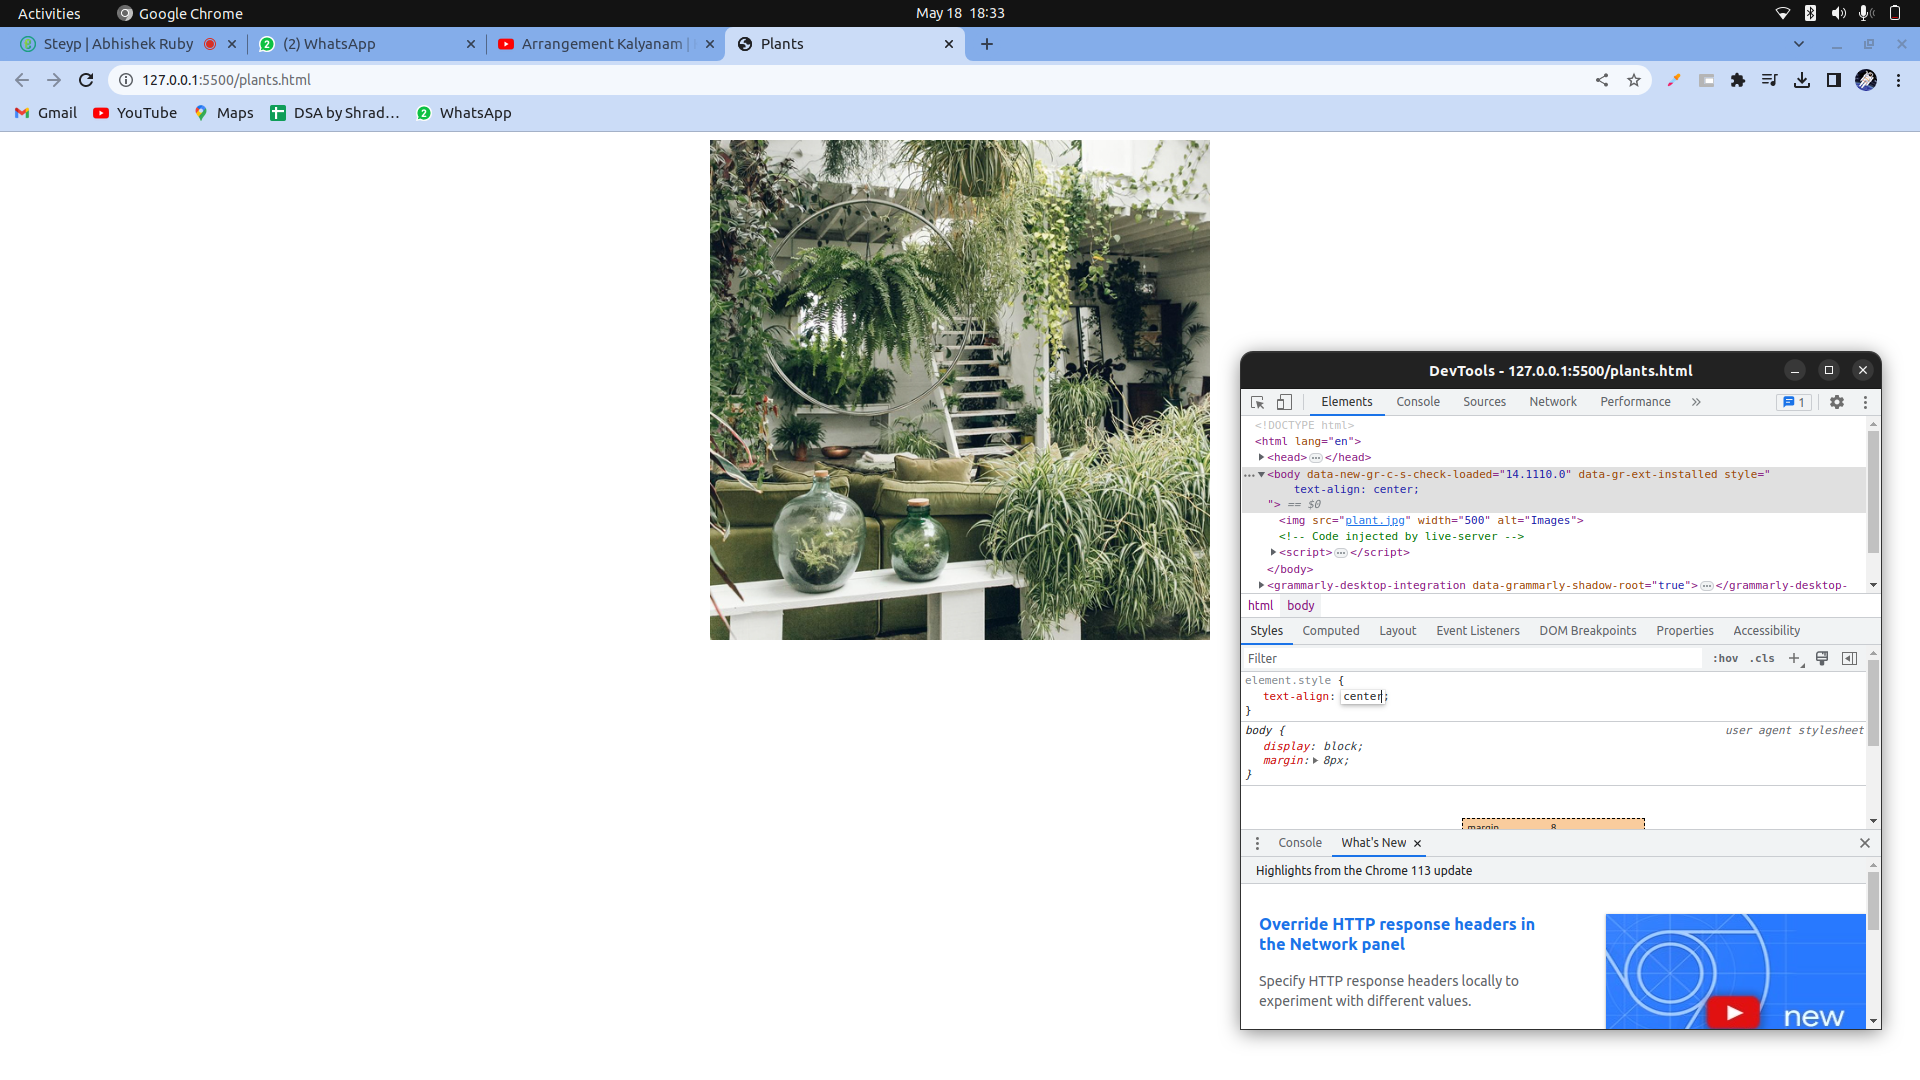 Activities
Google Chrome
May 18 18:33
Steyp | Abhishek Ruby
(2) WhatsApp
Arrangement Kalyanam |
Plants
127.0.0.1:5500/plants.html
Gmail
YouTube
Maps
DSA by Shrad...
2
WhatsApp
DevTools - 127.0.0.1:5500/plants.html
Elements
Console
Sources
Network
Performance
1
<!DOCTYPE html>
<html lang="en">
<head> ... </head>
<body data-new-gr-c-s-check-loaded="14.1110.0" data-gr-ext-installed style="
text-align: center;
"> == $0
<img src="plant.jpg" width="500" alt="Images">
<!-- Code injected by live-server -->
<script> ... </script>
</body>
<grammarly-desktop-integration data-grammarly-shadow-root="true"> ... </grammarly-desktop-
html
body
Styles
Computed
Layout
Event Listeners
DOM Breakpoints
Properties
Accessibility
Filter
:hov
.cls
element.style {
text-align: center;
}
body {
user agent stylesheet
display: block;
margin: 8px;
}
margin
8
Console
What's New
Highlights from the Chrome 113 update
Override HTTP response headers in
the Network panel
Specify HTTP response headers locally to
experiment with different values.
new